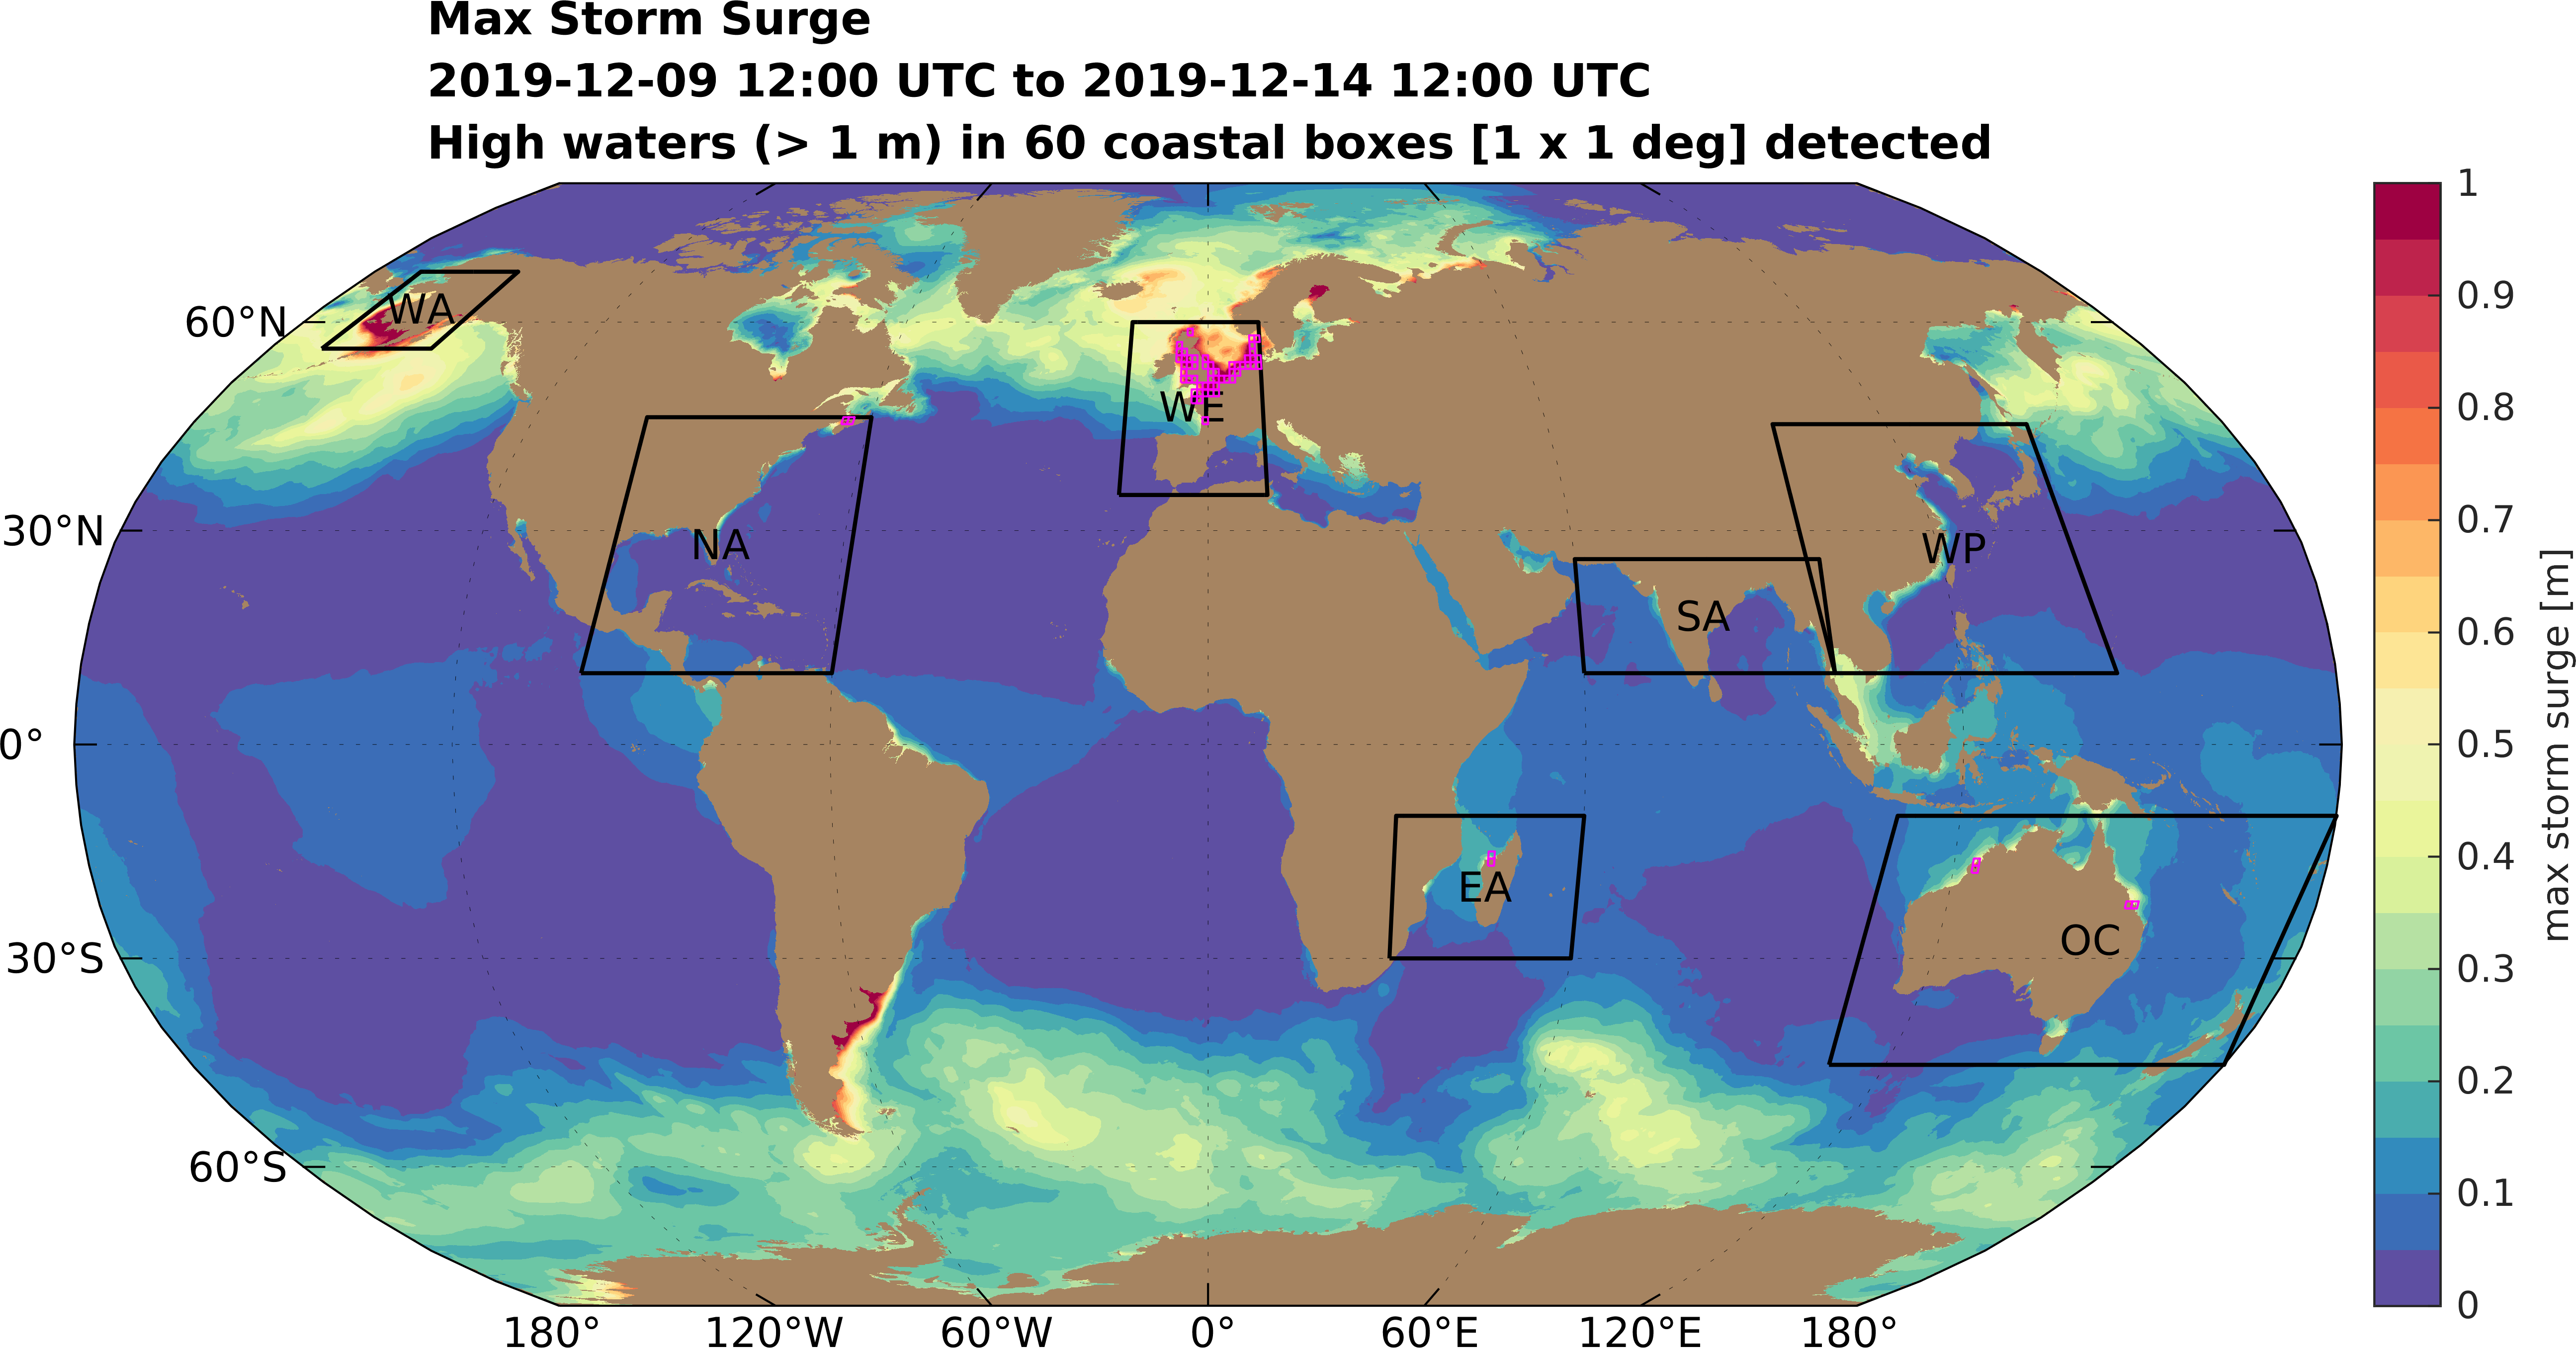 Max Storm Surge
2019-12-09 12:00 UTC to 2019-12-14 12:00 UTC
High waters (> 1 m) in 60 coastal boxes [1 x 1 deg] detected
60°N
30°N
0°
30°S
60°S
WA
NA
WE
SA
WP
EA
OC
180°
120°W
60°W
0°
60°E
120°E
180°
1
0.9
0.8
0.7
0.6
0.5
0.4
0.3
0.2
0.1
0
max storm surge [m]